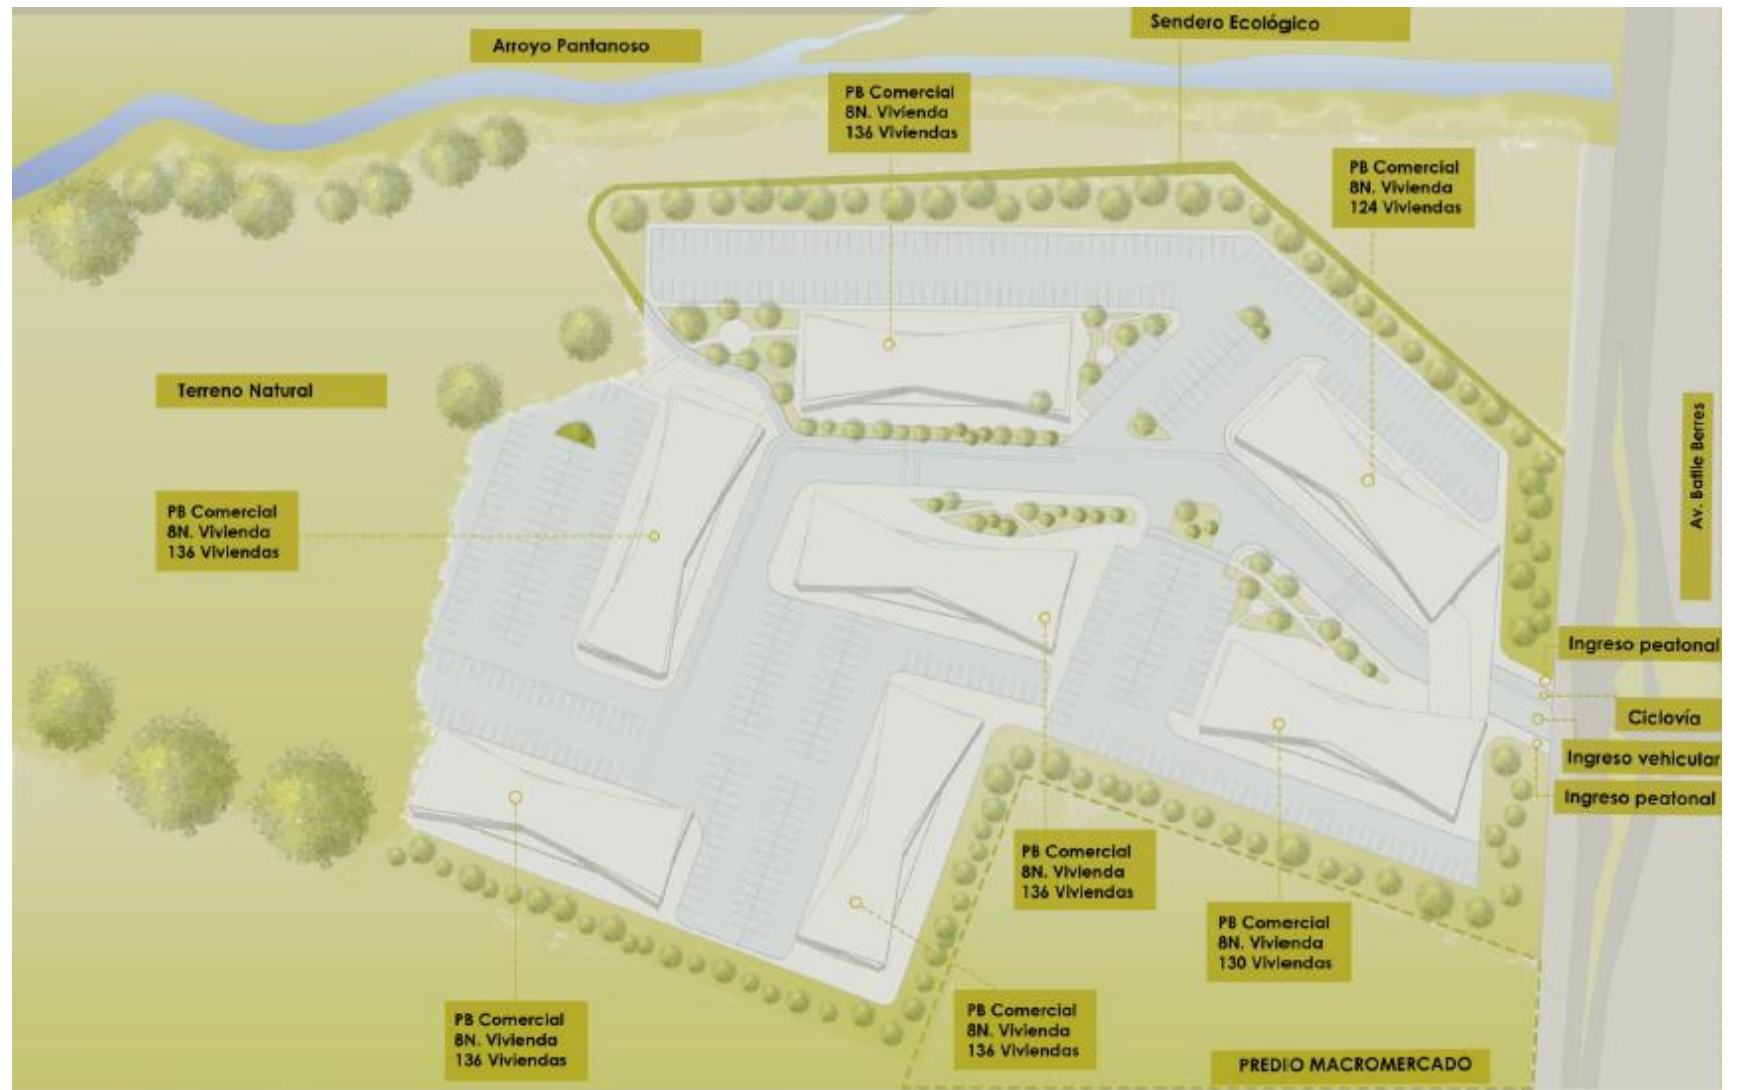 Sendero Ecológico
Arroyo Pantanoso
PB Comercial
8N. Vivienda
136 Viviendas
PB Comercial
8N. Vivienda
124 Viviendas
Terreno Natural
Av. Batlle Berres
PB Comercial
8N. Vivienda
136 Viviendas
Ingreso peatonal
Ciclovía
Ingreso vehicular
Ingreso peatonal
PB Comercial
8N. Vivienda
136 Viviendas
PB Comercial
8N. Vivienda
130 Viviendas
PB Comercial
8N. Vivienda
136 Viviendas
PB Comercial
8N. Vivienda
136 Viviendas
PREDIO MACROMERCADO